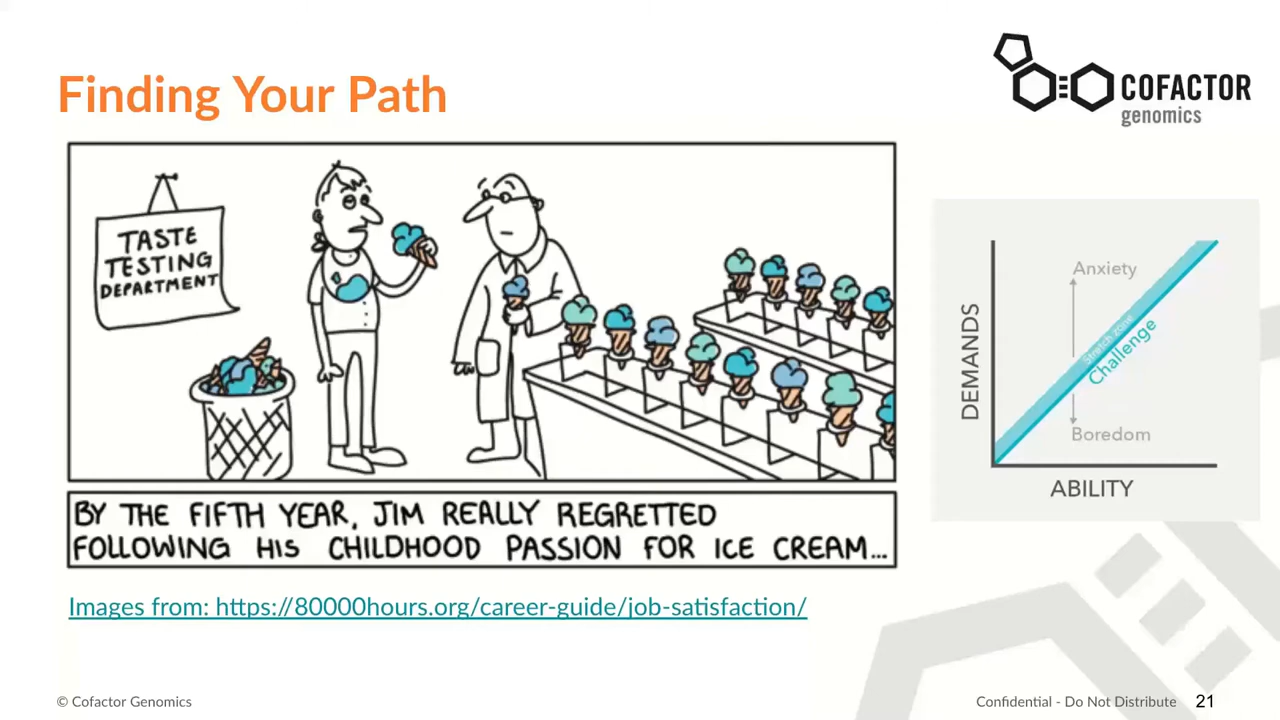 Finding Your Path
COFACTOR
genomics
TASTE
TESTING
DEPARTMENT
BY THE FIFTH YEAR, JIM REALLY REGRETTED
FOLLOWING HIS CHILDHOOD PASSION FOR ICE CREAM...
DEMANDS
Anxiety
Stretch zone
Challenge
Boredom
ABILITY
Images from: https://80000hours.org/career-guide/job-satisfaction/
© Cofactor Genomics
Confidential - Do Not Distribute 21